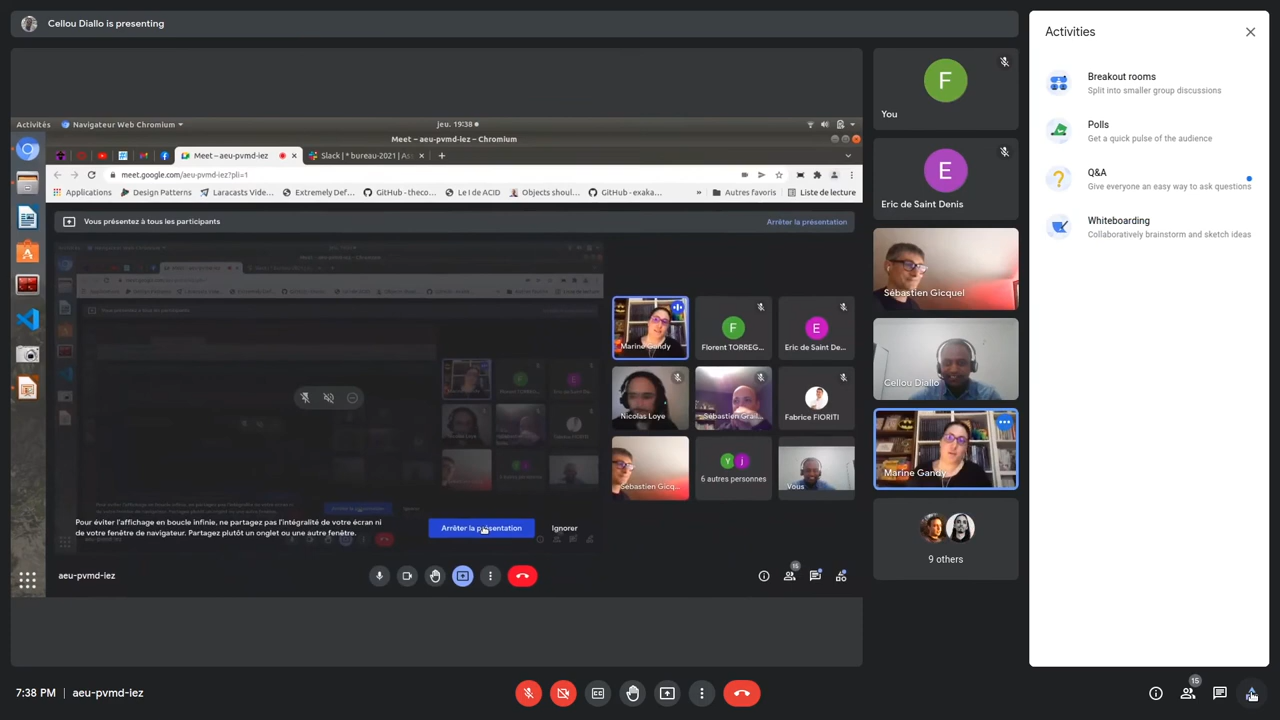 Cellou Diallo is presenting
Activités
Navigateur Web Chromium
jeu. 19:38
Meet – aeu-pvmd-iez – Chromium
Meet – aeu-pvmd-iez
Slack | * bureau-2021 | As
meet.google.com/aeu-pvmd-iez?pli=1
Applications
Design Patterns
Laracasts Vide...
Extremely Def...
GitHub - theco...
Le I de ACID
Objects shoul...
GitHub - exaka...
»
Autres favoris
Liste de lecture
Vous présentez à tous les participants
Arrêter la présentation
Marine Gandy
Florent TORREG...
Eric de Saint De...
Nicolas Loye
Sébastien Grai...
Fabrice FIORITI
Sébastien Gicq...
6 autres personnes
Vous
Pour éviter l'affichage en boucle infinie, ne partagez pas l'intégralité de votre écran ni
de votre fenêtre de navigateur. Partagez plutôt un onglet ou une autre fenêtre.
Arrêter la présentation
Ignorer
aeu-pvmd-iez
15
F
You
E
Eric de Saint Denis
Sébastien Gicquel
Cellou Diallo
Marine Gandy
9 others
Activities
Breakout rooms
Split into smaller group discussions
Polls
Get a quick pulse of the audience
Q&A
Give everyone an easy way to ask questions
Whiteboarding
Collaboratively brainstorm and sketch ideas
7:38 PM | aeu-pvmd-iez
15